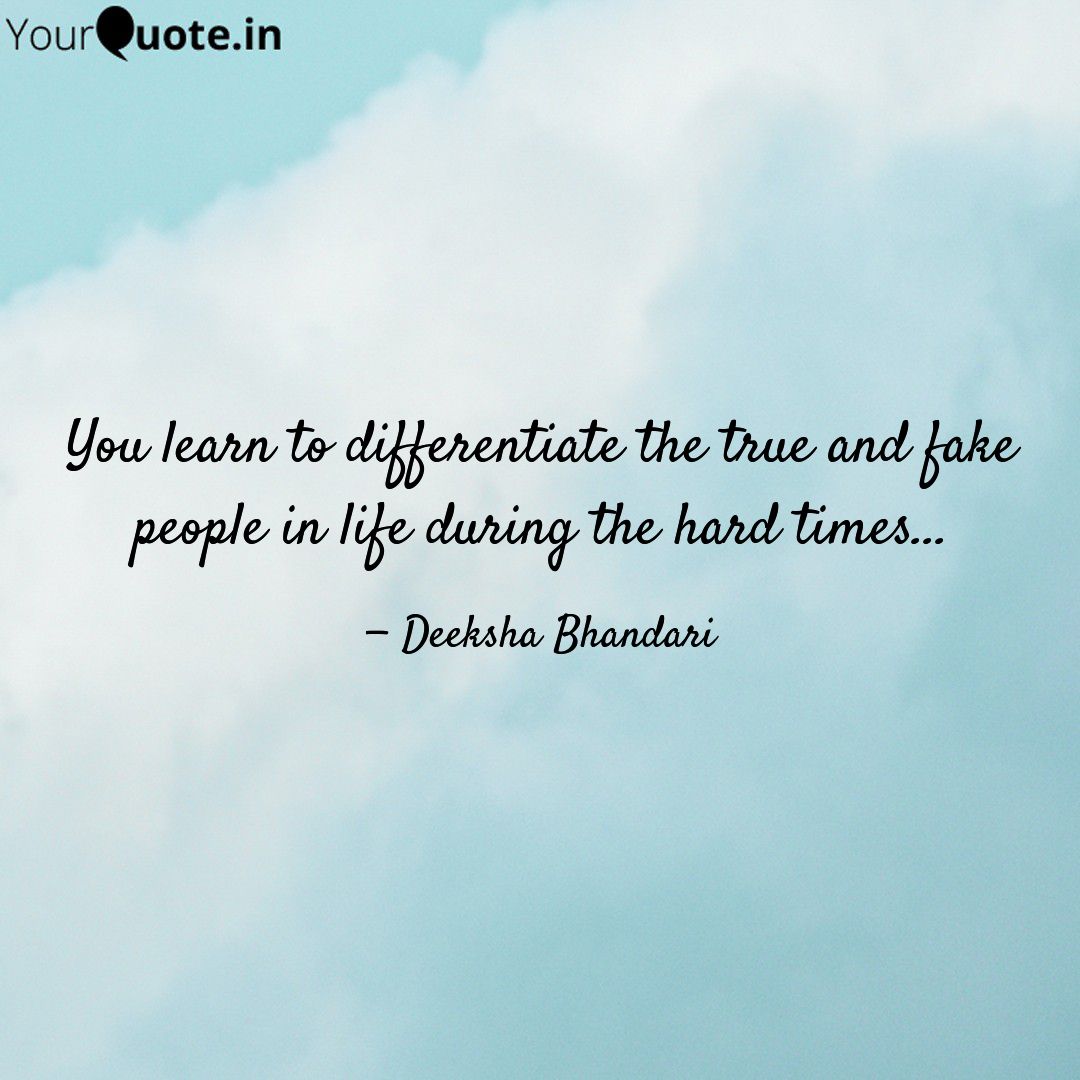 YourQuote.in
You learn to differentiate the true and fake
people in life during the hard times...
- Deeksha Bhandari